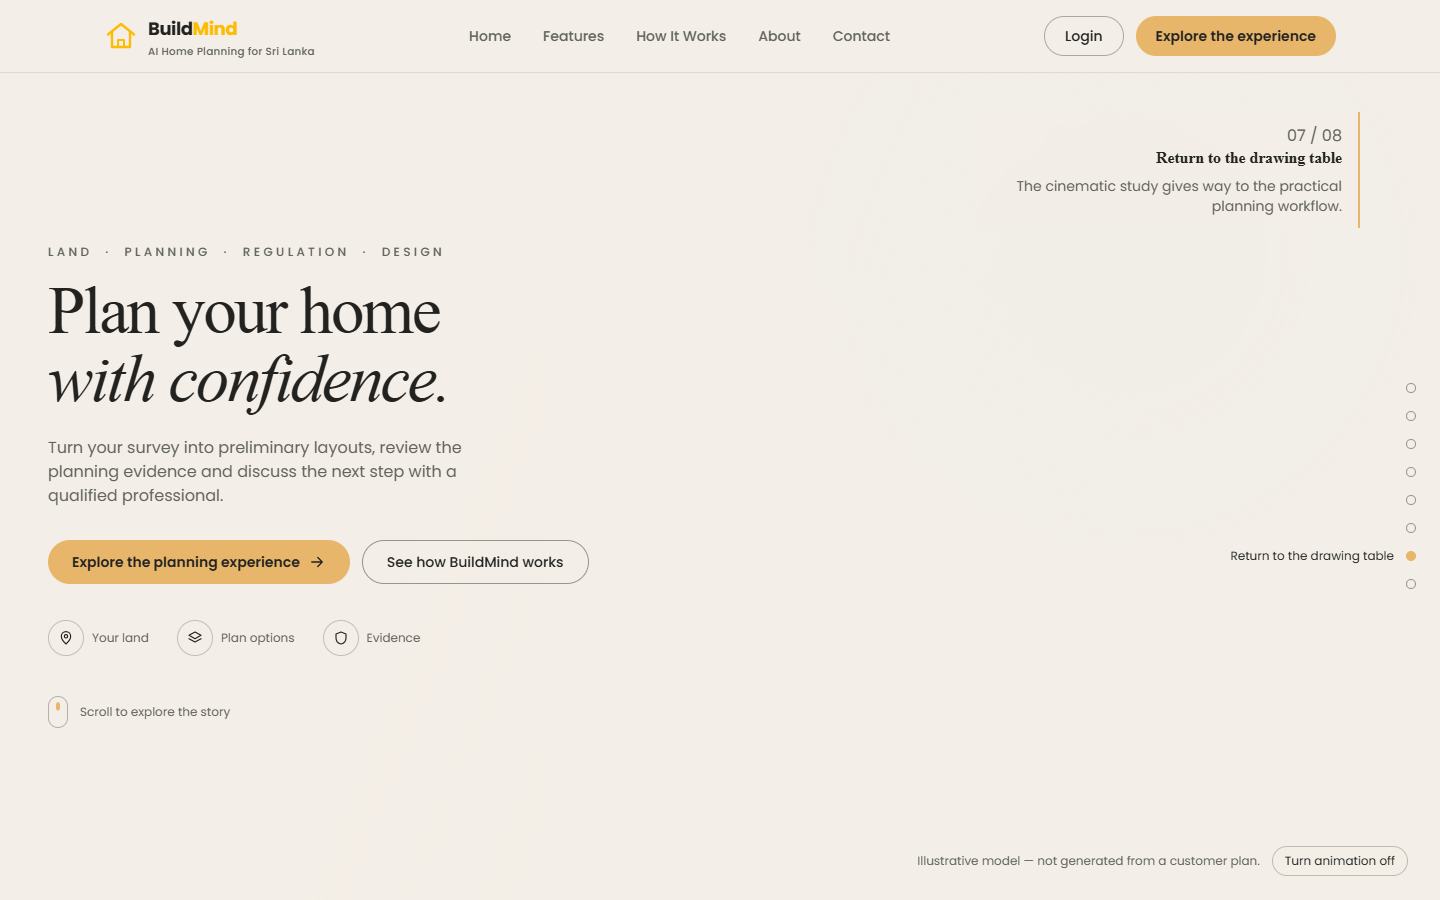 BuildMind
AI Home Planning for Sri Lanka
Home
Features
How It Works
About
Contact
Login
Explore the experience
07 / 08
Return to the drawing table
The cinematic study gives way to the practical
planning workflow.
LAND · PLANNING · REGULATION · DESIGN
Plan your home
with confidence.
Turn your survey into preliminary layouts, review the
planning evidence and discuss the next step with a
qualified professional.
Explore the planning experience →
See how BuildMind works
Return to the drawing table
Your land
Plan options
Evidence
Scroll to explore the story
Illustrative model — not generated from a customer plan.
Turn animation off